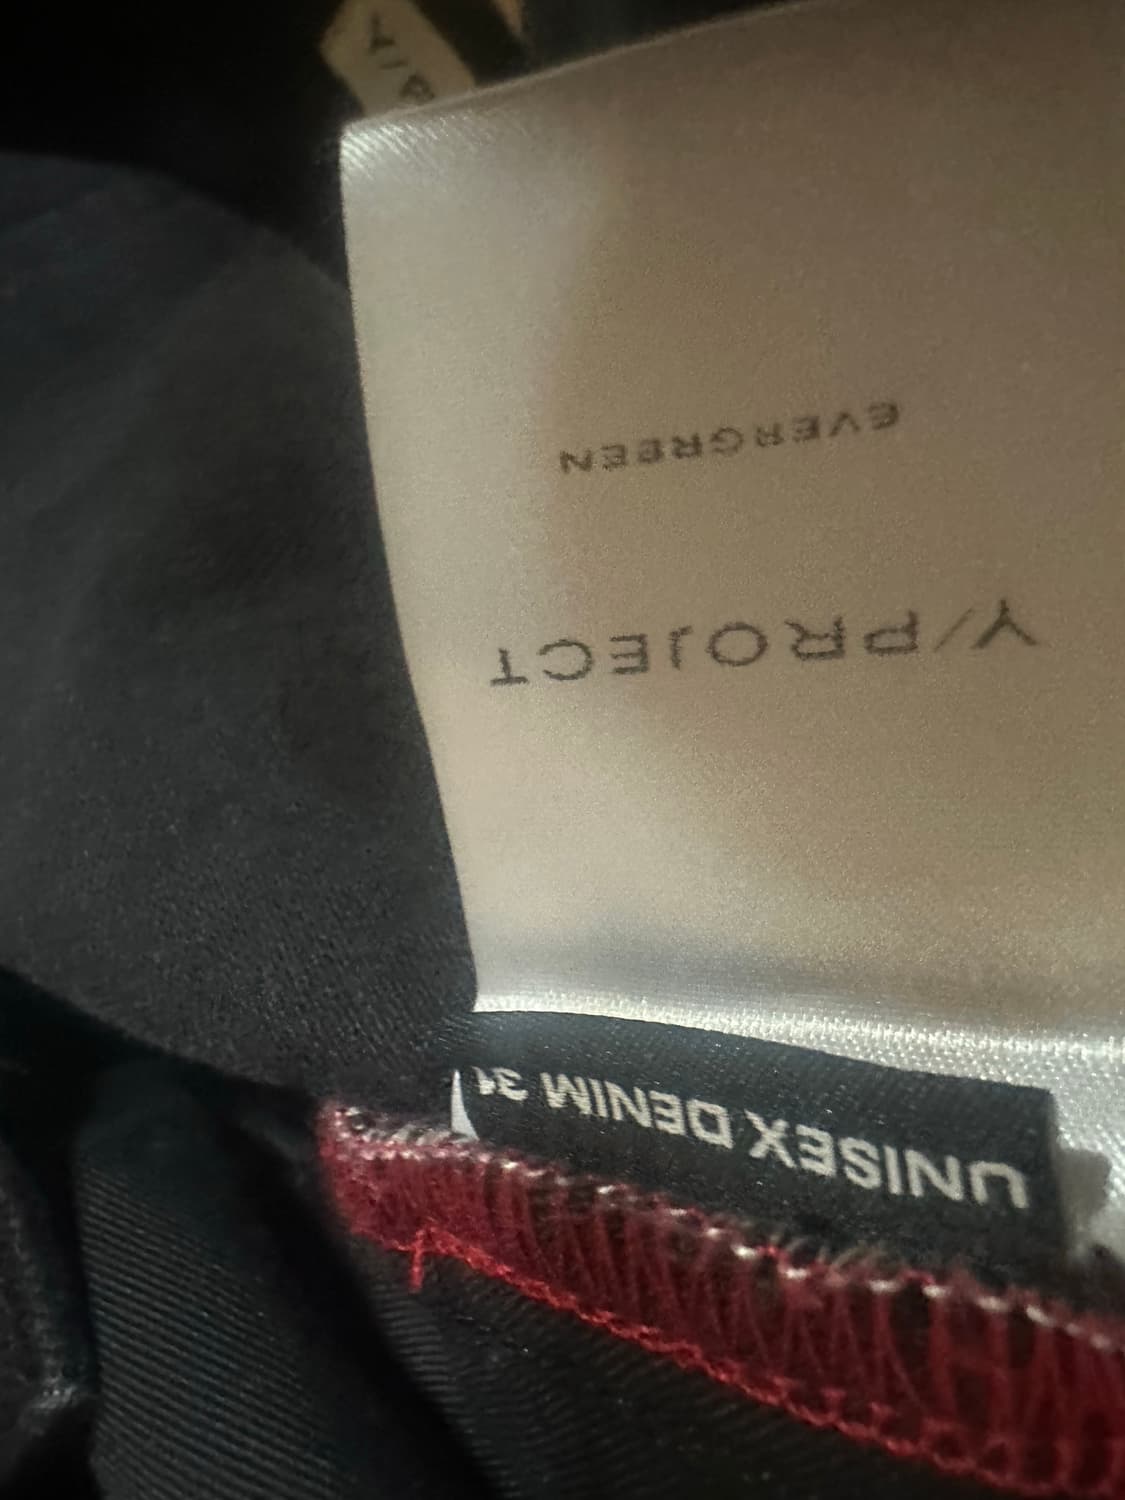 UNISEX DENIM 31
Y/PROJECT
EVERGREEN
Y/P